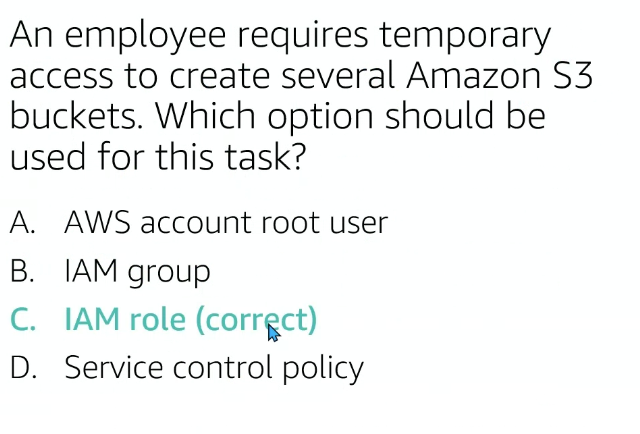 An employee requires temporary
access to create several Amazon S3
buckets. Which option should be
used for this task?
A. AWS account root user
B. IAM group
C. IAM role (correct)
D. Service control policy